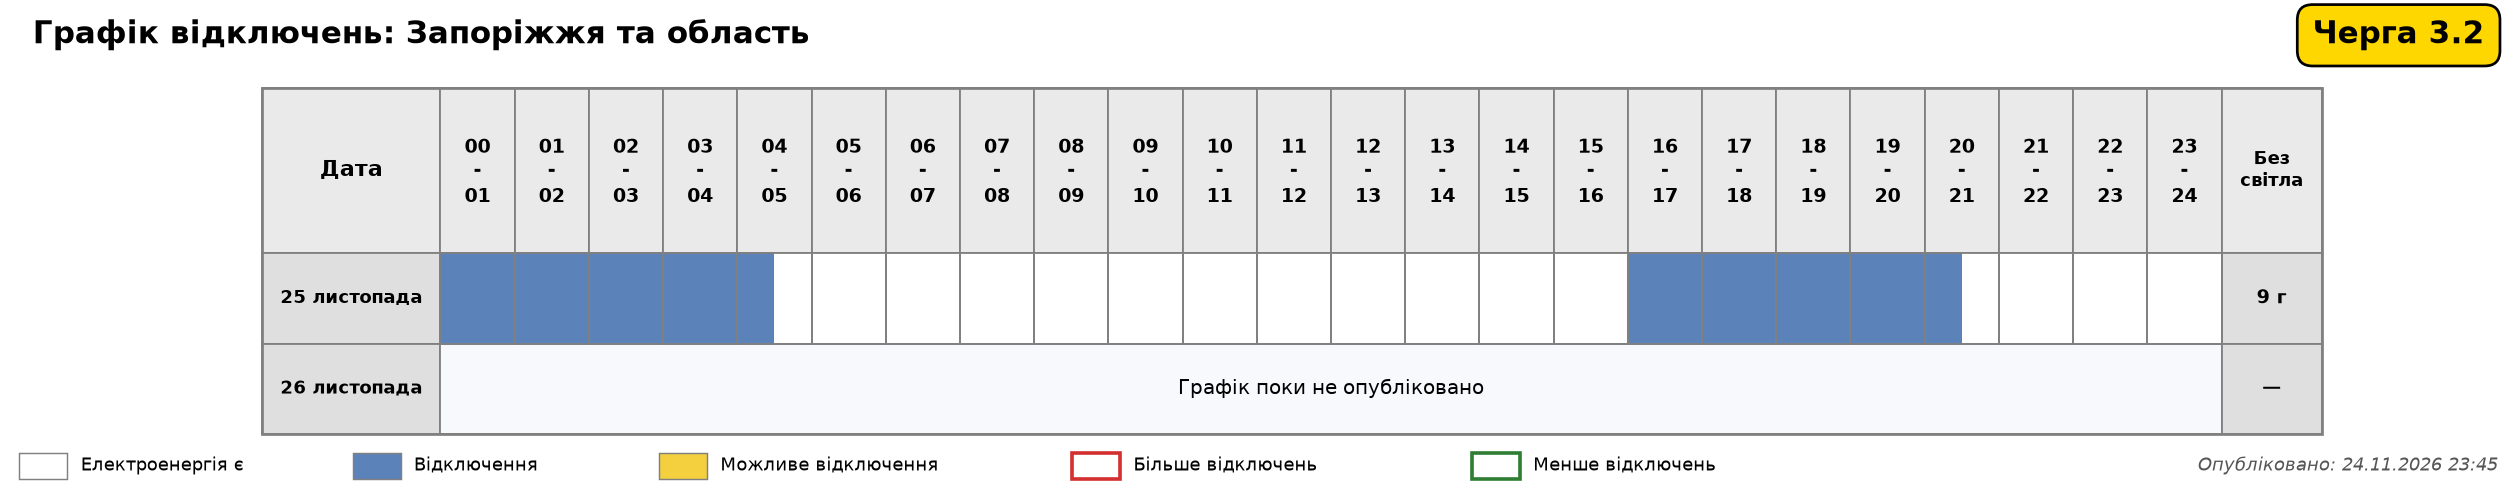 Графік відключень: Запоріжжя та область
Черга 3.2
Дата
00 - 01
01 - 02
02 - 03
03 - 04
04 - 05
05 - 06
06 - 07
07 - 08
08 - 09
09 - 10
10 - 11
11 - 12
12 - 13
13 - 14
14 - 15
15 - 16
16 - 17
17 - 18
18 - 19
19 - 20
20 - 21
21 - 22
22 - 23
23 - 24
Без
світла
25 листопада
9 г
26 листопада
Графік поки не опубліковано
—
Електроенергія є
Відключення
Можливе відключення
Більше відключень
Менше відключень
Опубліковано: 24.11.2026 23:45